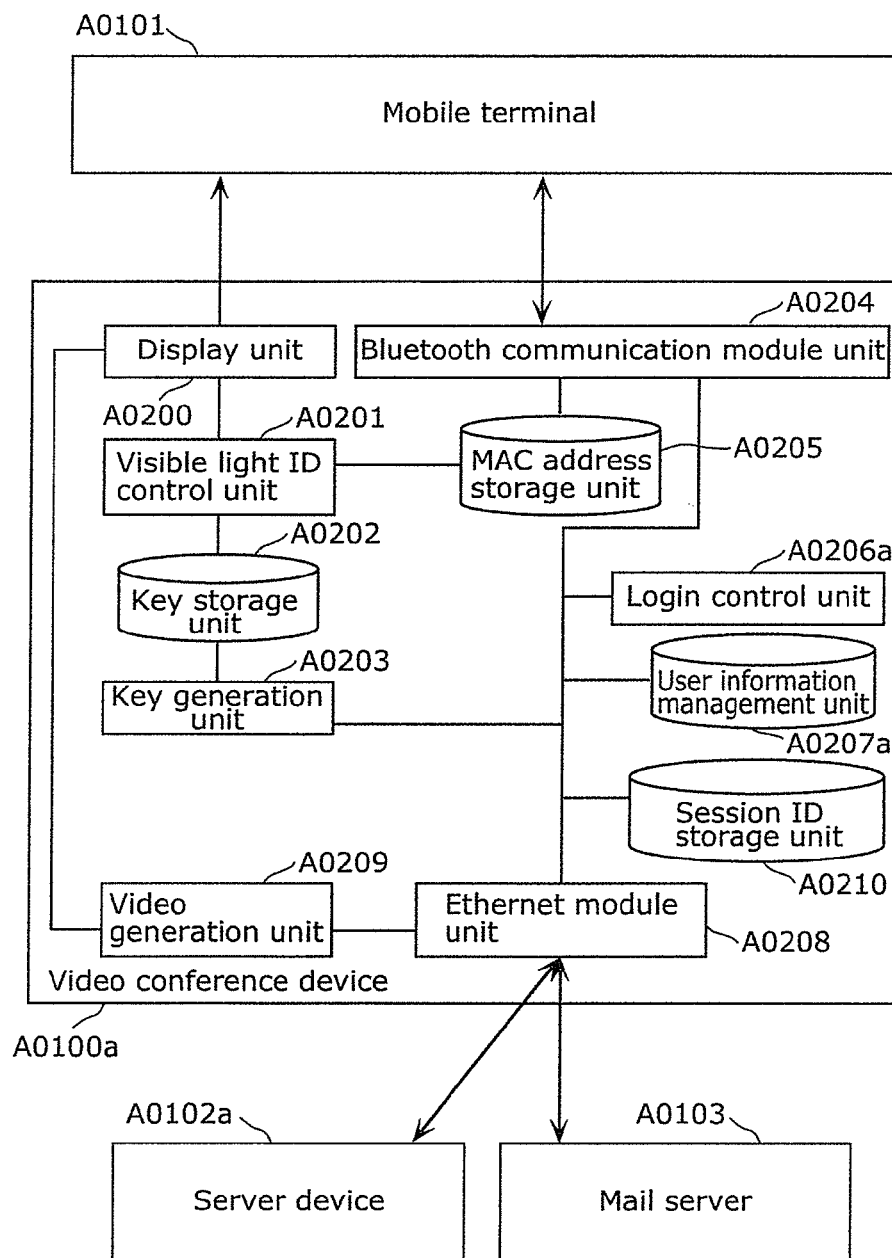 A0101
Mobile terminal
A0204
Display unit
Bluetooth communication module unit
A0200
A0201
Visible light ID
control unit
MAC address
storage unit
A0205
A0202
Key storage
unit
A0206a
Login control unit
A0203
Key generation
unit
User information
management unit
A0207a
Session ID
storage unit
A0210
A0209
Video
generation unit
Ethernet module
unit
A0208
Video conference device
A0100a
A0102a
A0103
Server device
Mail server